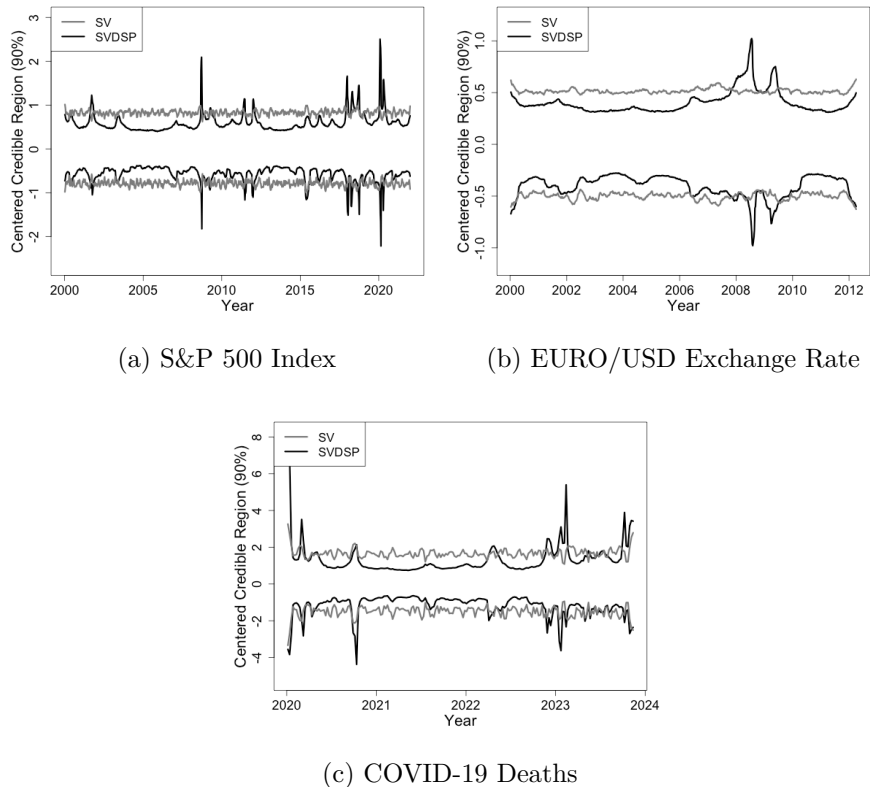 SV
SVDSP
Centered Credible Region (90%)
3
2
1
0
-1
-2
2000
2005
2010
2015
2020
Year
(a) S&P 500 Index
SV
SVDSP
Centered Credible Region (90%)
1.0
0.5
0.0
-0.5
-1.0
2000
2002
2004
2006
2008
2010
2012
Year
(b) EURO/USD Exchange Rate
SV
SVDSP
Centered Credible Region (90%)
8
6
4
2
0
-2
-4
2020
2021
2022
2023
2024
Year
(c) COVID-19 Deaths